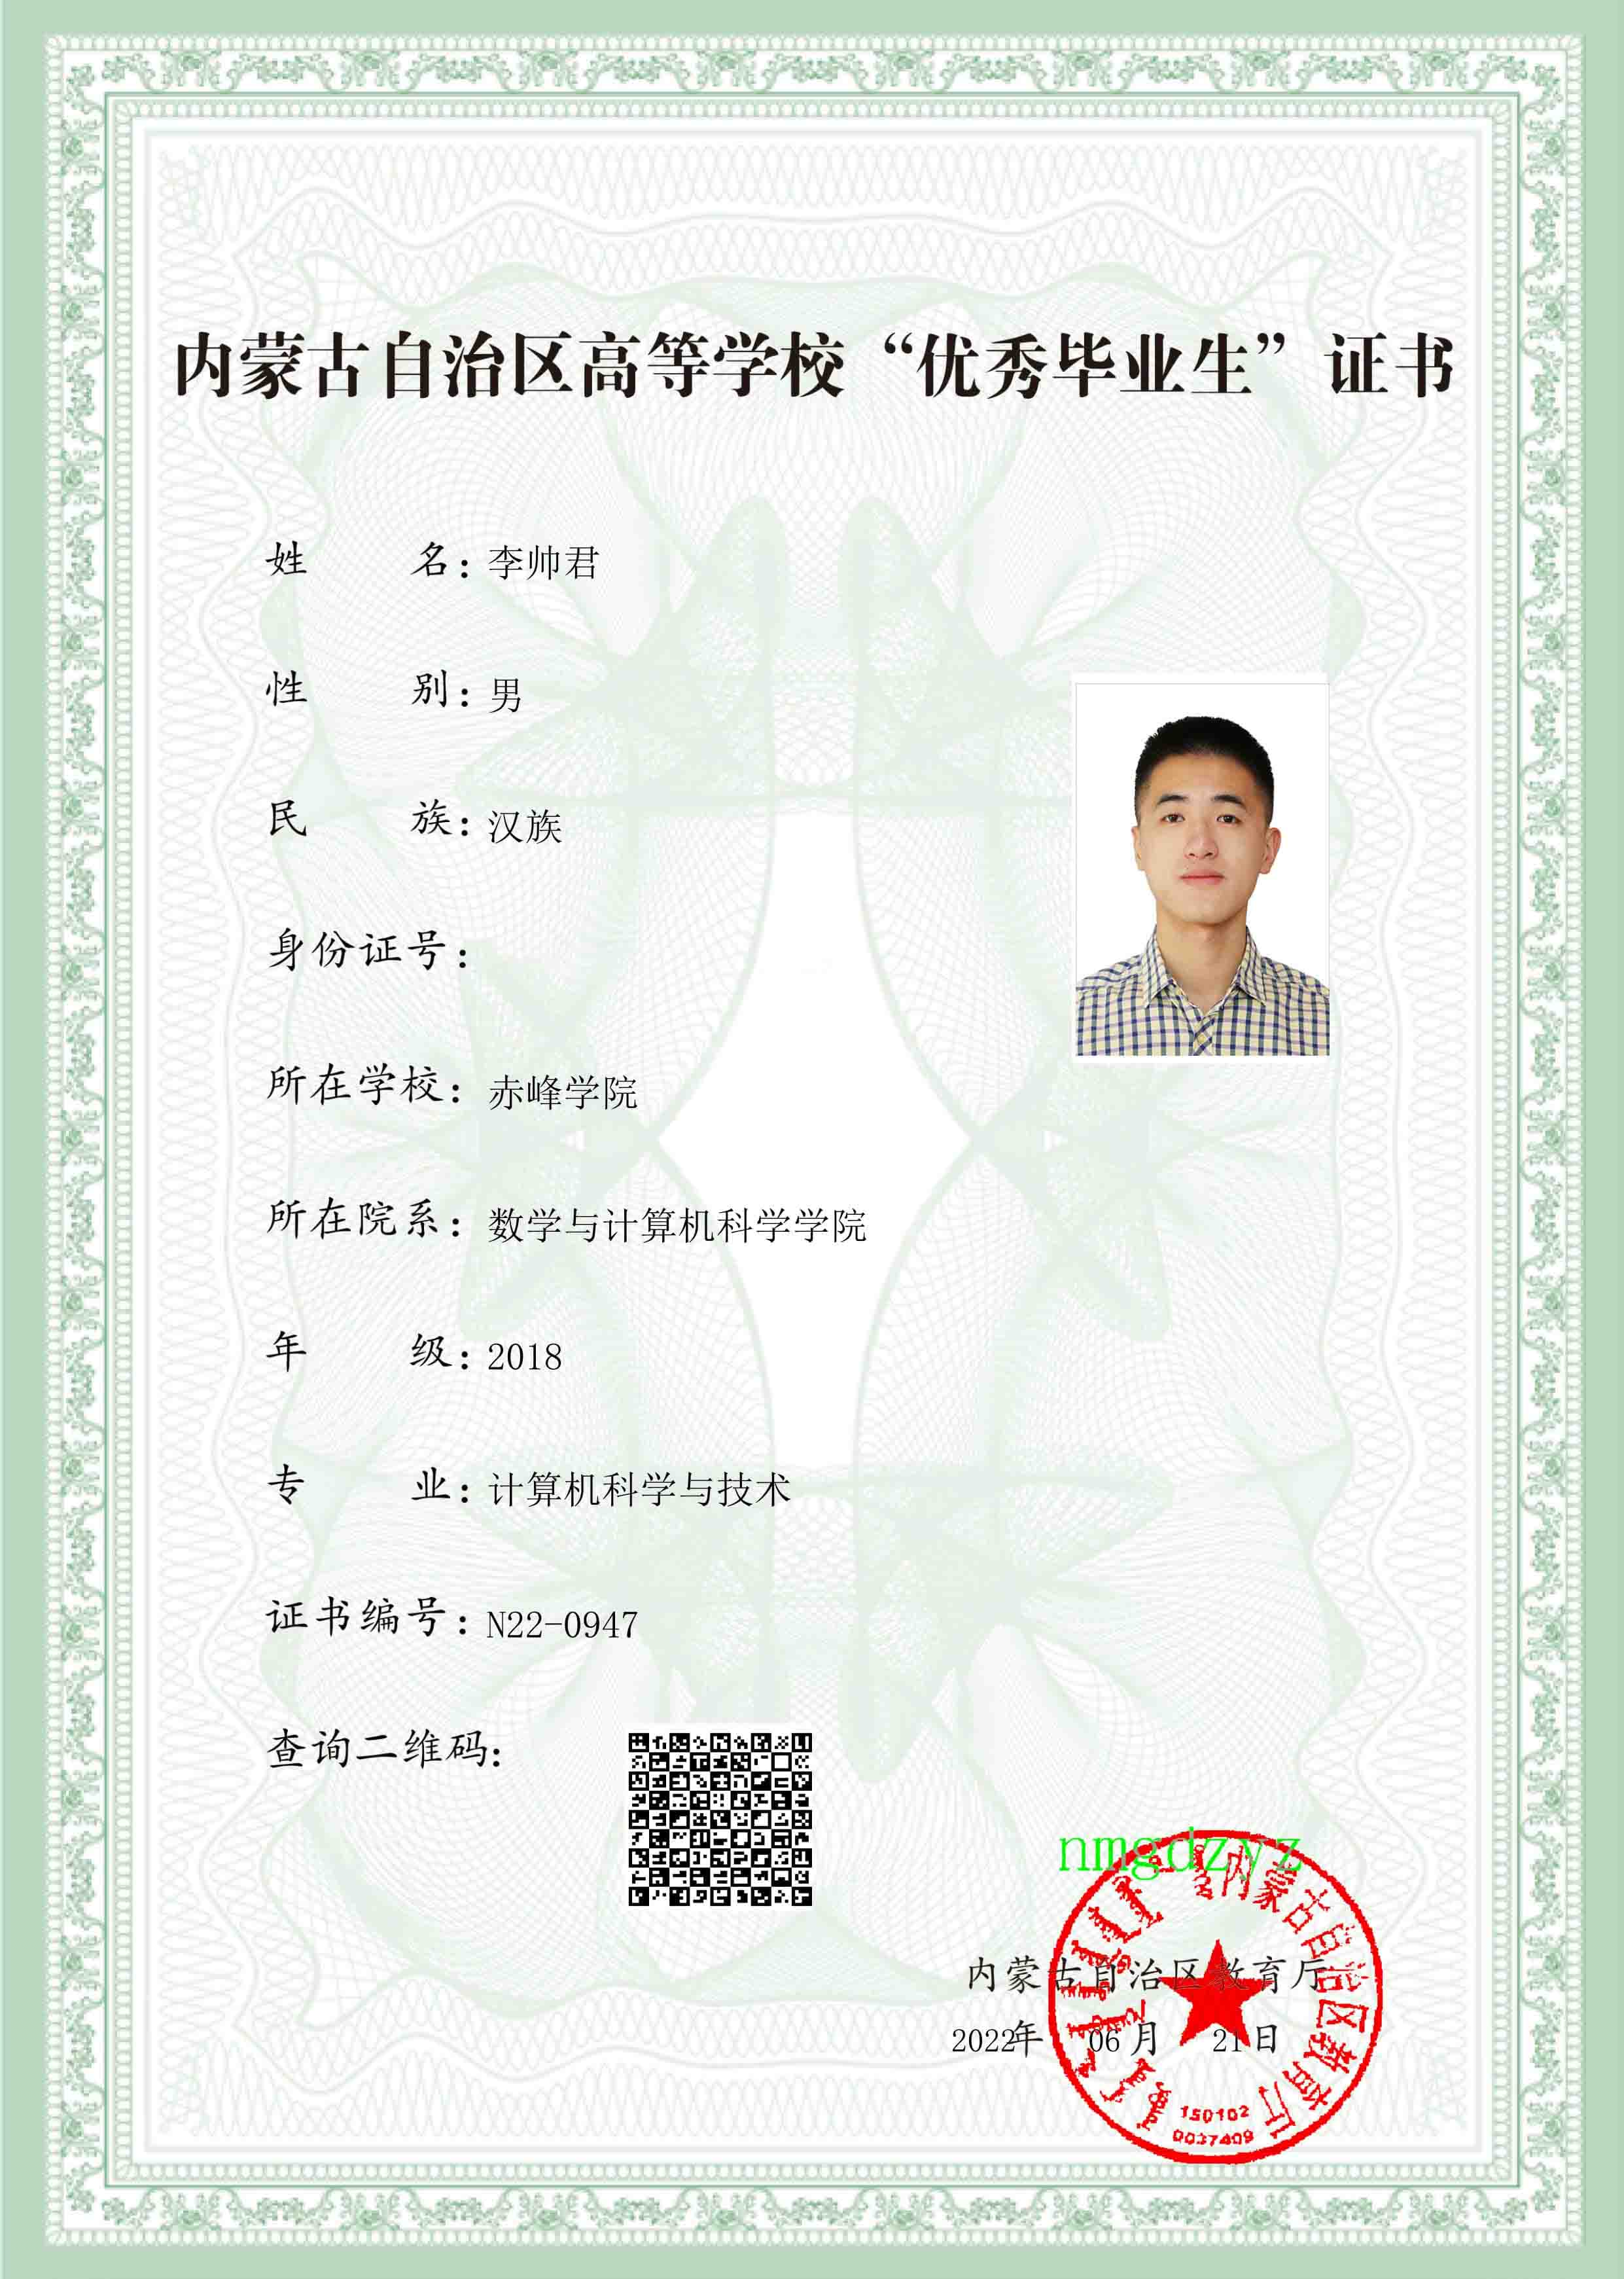 内蒙古自治区高等学校“优秀毕业生”证书
姓 名：李帅君
性 别：男
民 族：汉族
身份证号：
所在学校：赤峰学院
所在院系：数学与计算机科学学院
年 级：2018
专 业：计算机科学与技术
证书编号：N22-0947
查询二维码：
nmgdzyz
内蒙古自治区教育厅
内蒙古自治区教育厅
2022年 06月 21日
150102
0037409